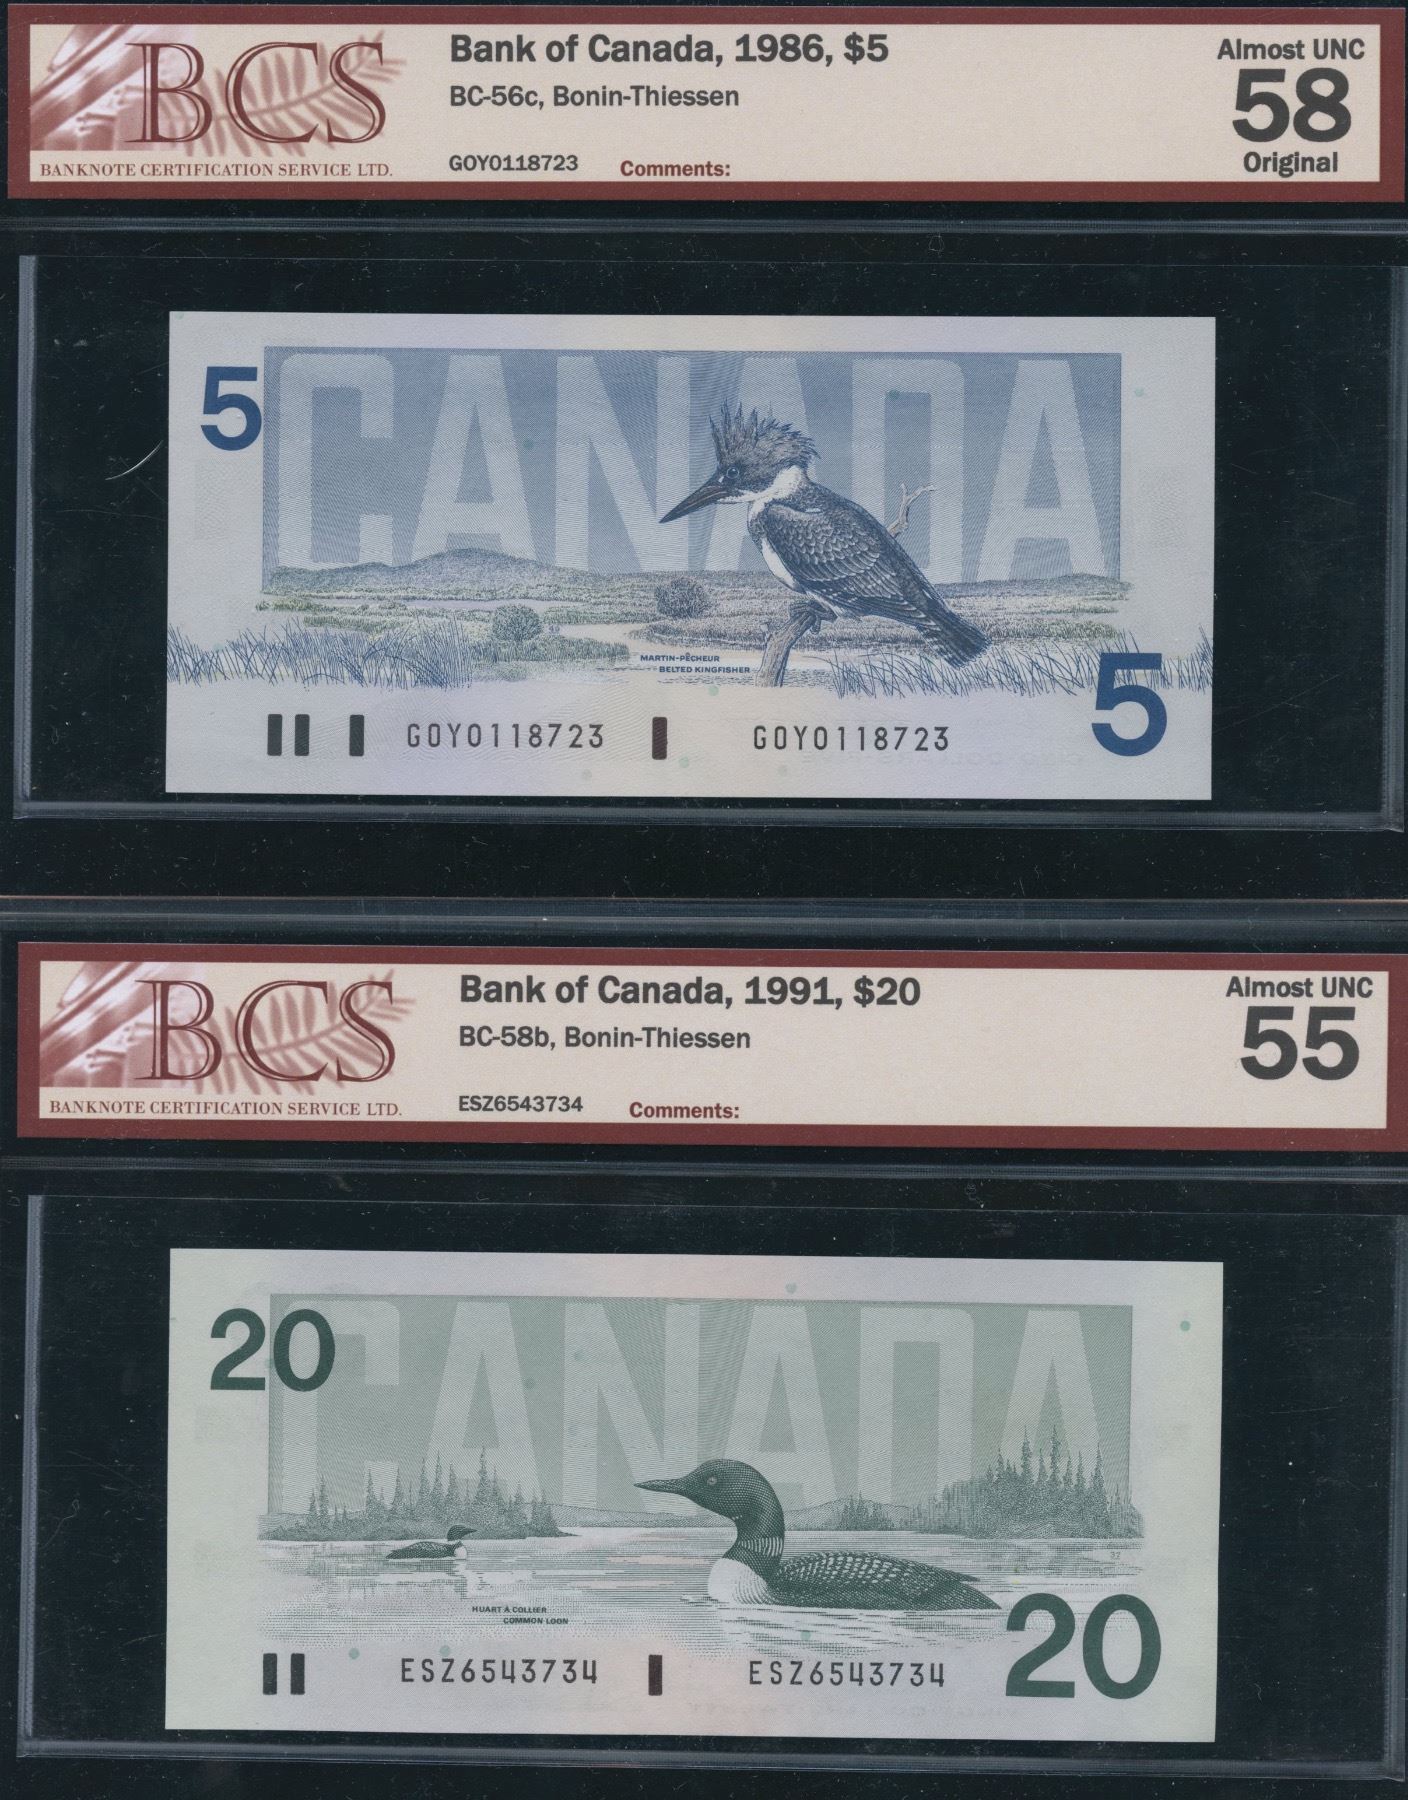 BCS
BANKNOTE CERTIFICATION SERVICE LTD.
Bank of Canada, 1986, $5
BC-56c, Bonin-Thiessen
GOY0118723 Comments:
Almost UNC
58
Original
CANADA
5
MARTIN-PÊCHEUR
BELTED KINGFISHER
5
GOY0118723 GOY0118723
BCS
BANKNOTE CERTIFICATION SERVICE LTD.
Bank of Canada, 1991, $20
BC-58b, Bonin-Thiessen
ESZ6543734 Comments:
Almost UNC
55
CANADA
20
HUART À COLLIER
COMMON LOON
20
ESZ6543734 ESZ6543734